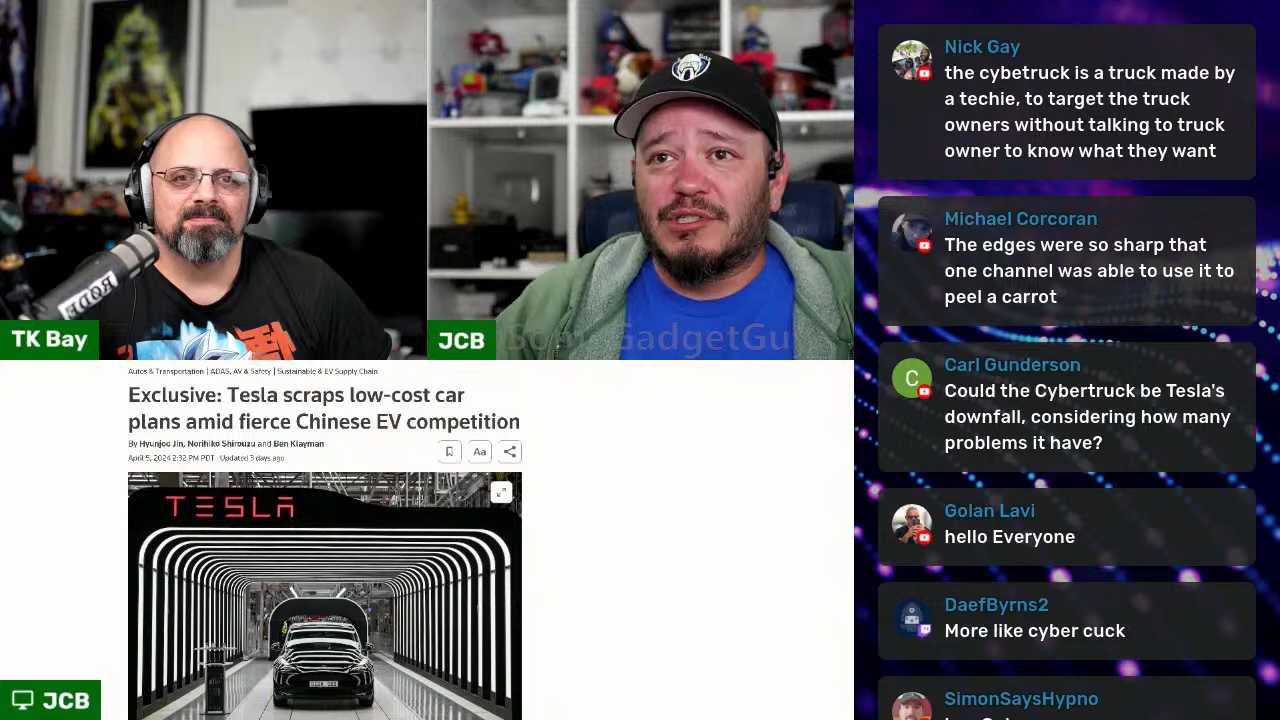 TK Bay
JCB
GadgetGu
RODE
Autos & Transportation | ADAS, AV & Safety | Sustainable & EV Supply Chain
Exclusive: Tesla scraps low-cost car
plans amid fierce Chinese EV competition
By Hyunjoo Jin, Norihiko Shirouzu and Ben Klayman
April 5, 2024 2:32 PM PDT · Updated 3 days ago
Aa
TESLA
JCB
Nick Gay
the cybetruck is a truck made by
a techie, to target the truck
owners without talking to truck
owner to know what they want
Michael Corcoran
The edges were so sharp that
one channel was able to use it to
peel a carrot
C
Carl Gunderson
Could the Cybertruck be Tesla's
downfall, considering how many
problems it have?
Golan Lavi
hello Everyone
DaefByrns2
More like cyber cuck
SimonSaysHypno